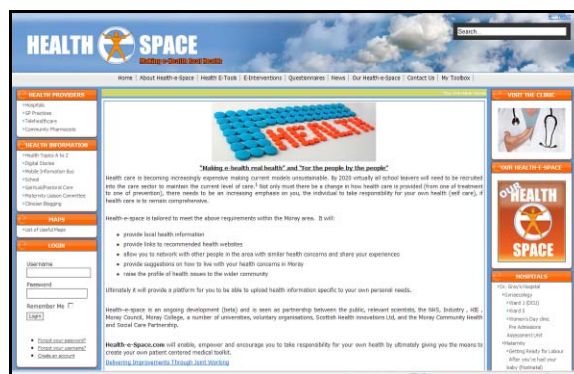 HEALTH SPACE
Making e-Health Real Health
Search...
Home | About Health-e-Space | Health E-Tools | E-Interventions | Questionnaires | News | Our Health-e-Space | Contact Us | My Toolbox |
HEALTH PROVIDERS
Hospitals
GP Practices
Telehealthcare
Community Pharmacists
HEALTH INFORMATION
Health Topics A to Z
Digital Stories
Mobile Information Bus
School
Spiritual/Pastoral Care
Maternity Liaison Committee
Clinician Blogging
MAPS
List of Useful Maps
LOGIN
Username
Password
Remember Me
Login
Forgot your password?
Forgot your username?
Create an account
HEALTH
"Making e-health real health" and "For the people by the people"
Health care is becoming increasingly expensive making current models unsustainable. By 2020 virtually all school leavers will need to be recruited
into the care sector to maintain the current level of care.¹ Not only must there be a change in how health care is provided (from one of treatment
to one of prevention), there needs to be an increasing emphasis on you, the individual to take responsibility for your own health (self care), if
health care is to remain comprehensive.
Health-e-space is tailored to meet the above requirements within the Moray area. It will:
provide local health information
provide links to recommended health websites
allow you to network with other people in the area with similar health concerns and share your experiences
provide suggestions on how to live with your health concerns in Moray
raise the profile of health issues to the wider community
Ultimately it will provide a platform for you to be able to upload health information specific to your own personal needs.
Health-e-space is an ongoing development (beta) and is seen as partnership between the public, relevant scientists, the NHS, Industry, HIE,
Moray Council, Moray College, a number of universities, voluntary organisations, Scottish Health Innovations Ltd, and the Moray Community Health
and Social Care Partnership.
Health-e-Space.com will enable, empower and encourage you to take responsibility for your own health by ultimately giving you the means to
create your own patient centered medical toolkit.
Delivering Improvements Through Joint Working
VISIT THE CLINIC
OUR HEALTH-E-SPACE
OUR
HEALTH
SPACE
HOSPITALS
Dr. Gray's Hospital
Gynaecology
Ward 1 (DCU)
Ward 3
Women's Day clinic
Pre Admissions
Assessment Unit
Maternity
Getting Ready for Labour
After you've had your
baby (Postnatal)